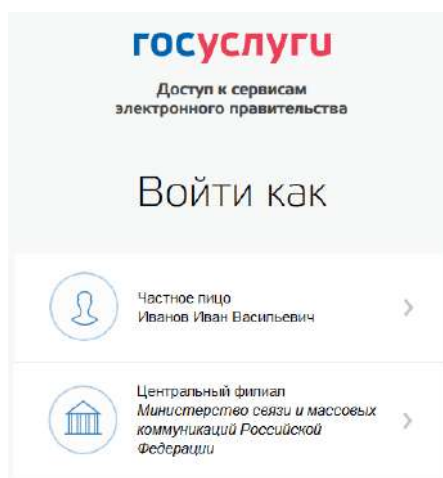 госуслуги
Доступ к сервисам
электронного правительства
Войти как
Частное лицо
Иванов Иван Васильевич
Центральный филиал
Министерство связи и массовых
коммуникаций Российской
Федерации